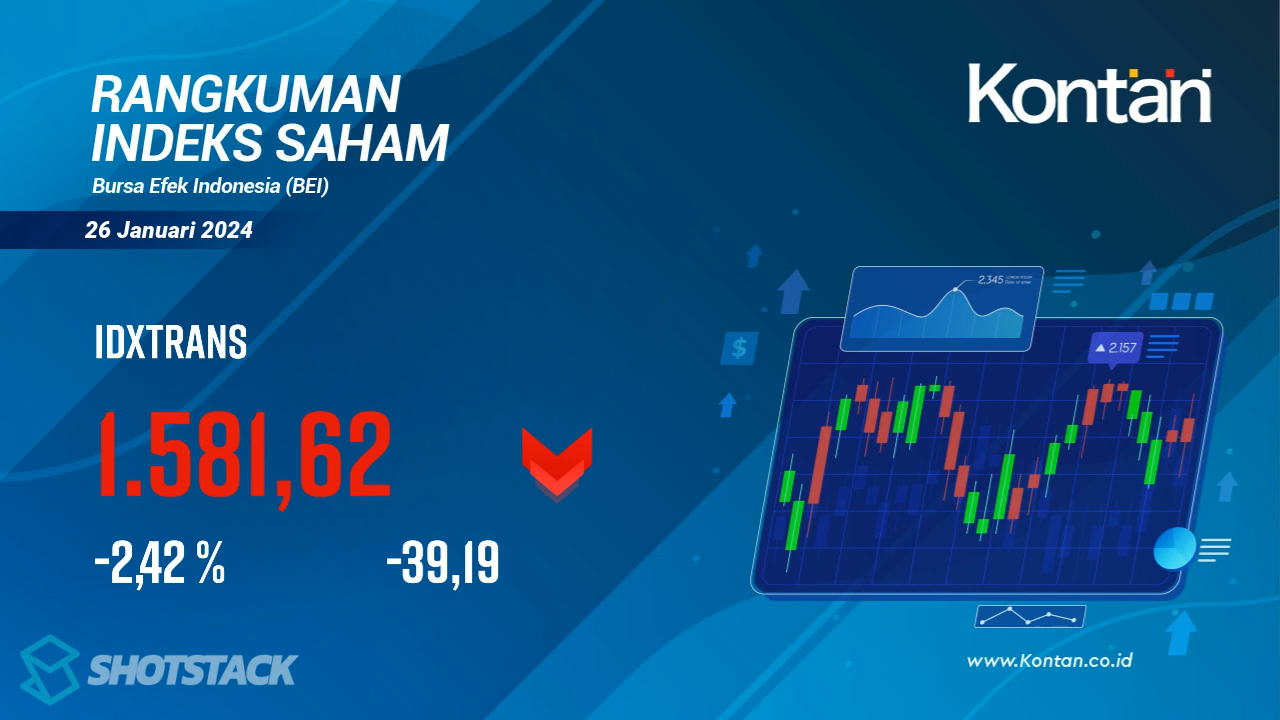 RANGKUMAN
INDEKS SAHAM
Bursa Efek Indonesia (BEI)
26 Januari 2024
Kontan
IDXTRANS
1.581,62
-2,42 %
-39,19
2.345
$
2.157
SHOTSTACK
www.Kontan.co.id